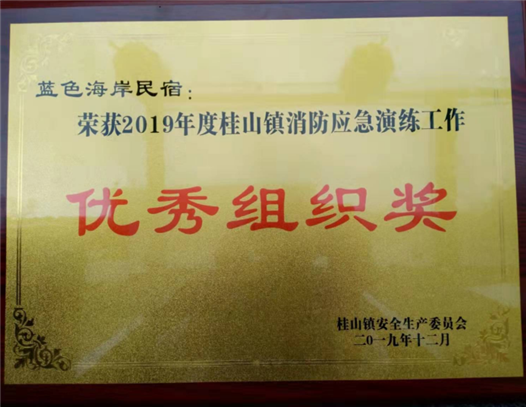 蓝色海岸民宿：
荣获2019年度桂山镇消防应急演练工作
优秀组织奖
桂山镇安全生产委员会
二〇一九年十二月